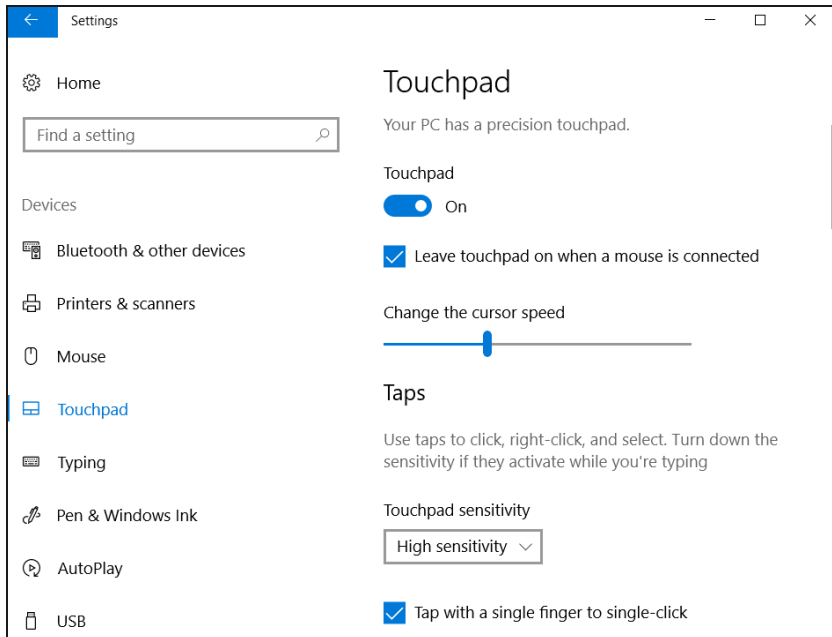 Settings
Home
Find a setting
Devices
Bluetooth & other devices
Printers & scanners
Mouse
Touchpad
Typing
Pen & Windows Ink
AutoPlay
USB
Touchpad
Your PC has a precision touchpad.
Touchpad
On
Leave touchpad on when a mouse is connected
Change the cursor speed
Taps
Use taps to click, right-click, and select. Turn down the
sensitivity if they activate while you're typing
Touchpad sensitivity
High sensitivity
Tap with a single finger to single-click